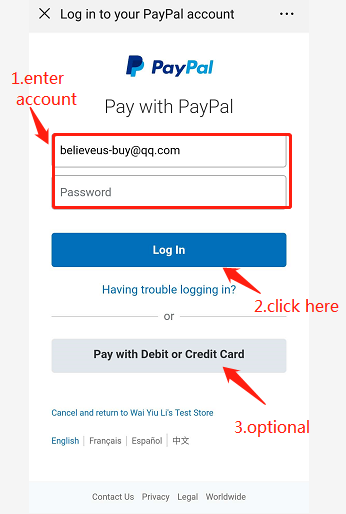 Log in to your PayPal account
PayPal
1.enter
account
Pay with PayPal
believeus-buy@qq.com
Password
Log In
Having trouble logging in?
2.click here
or
Pay with Debit or Credit Card
3.optional
Cancel and return to Wai Yiu Li's Test Store
English | Français | Español | 中文
Contact Us Privacy Legal Worldwide